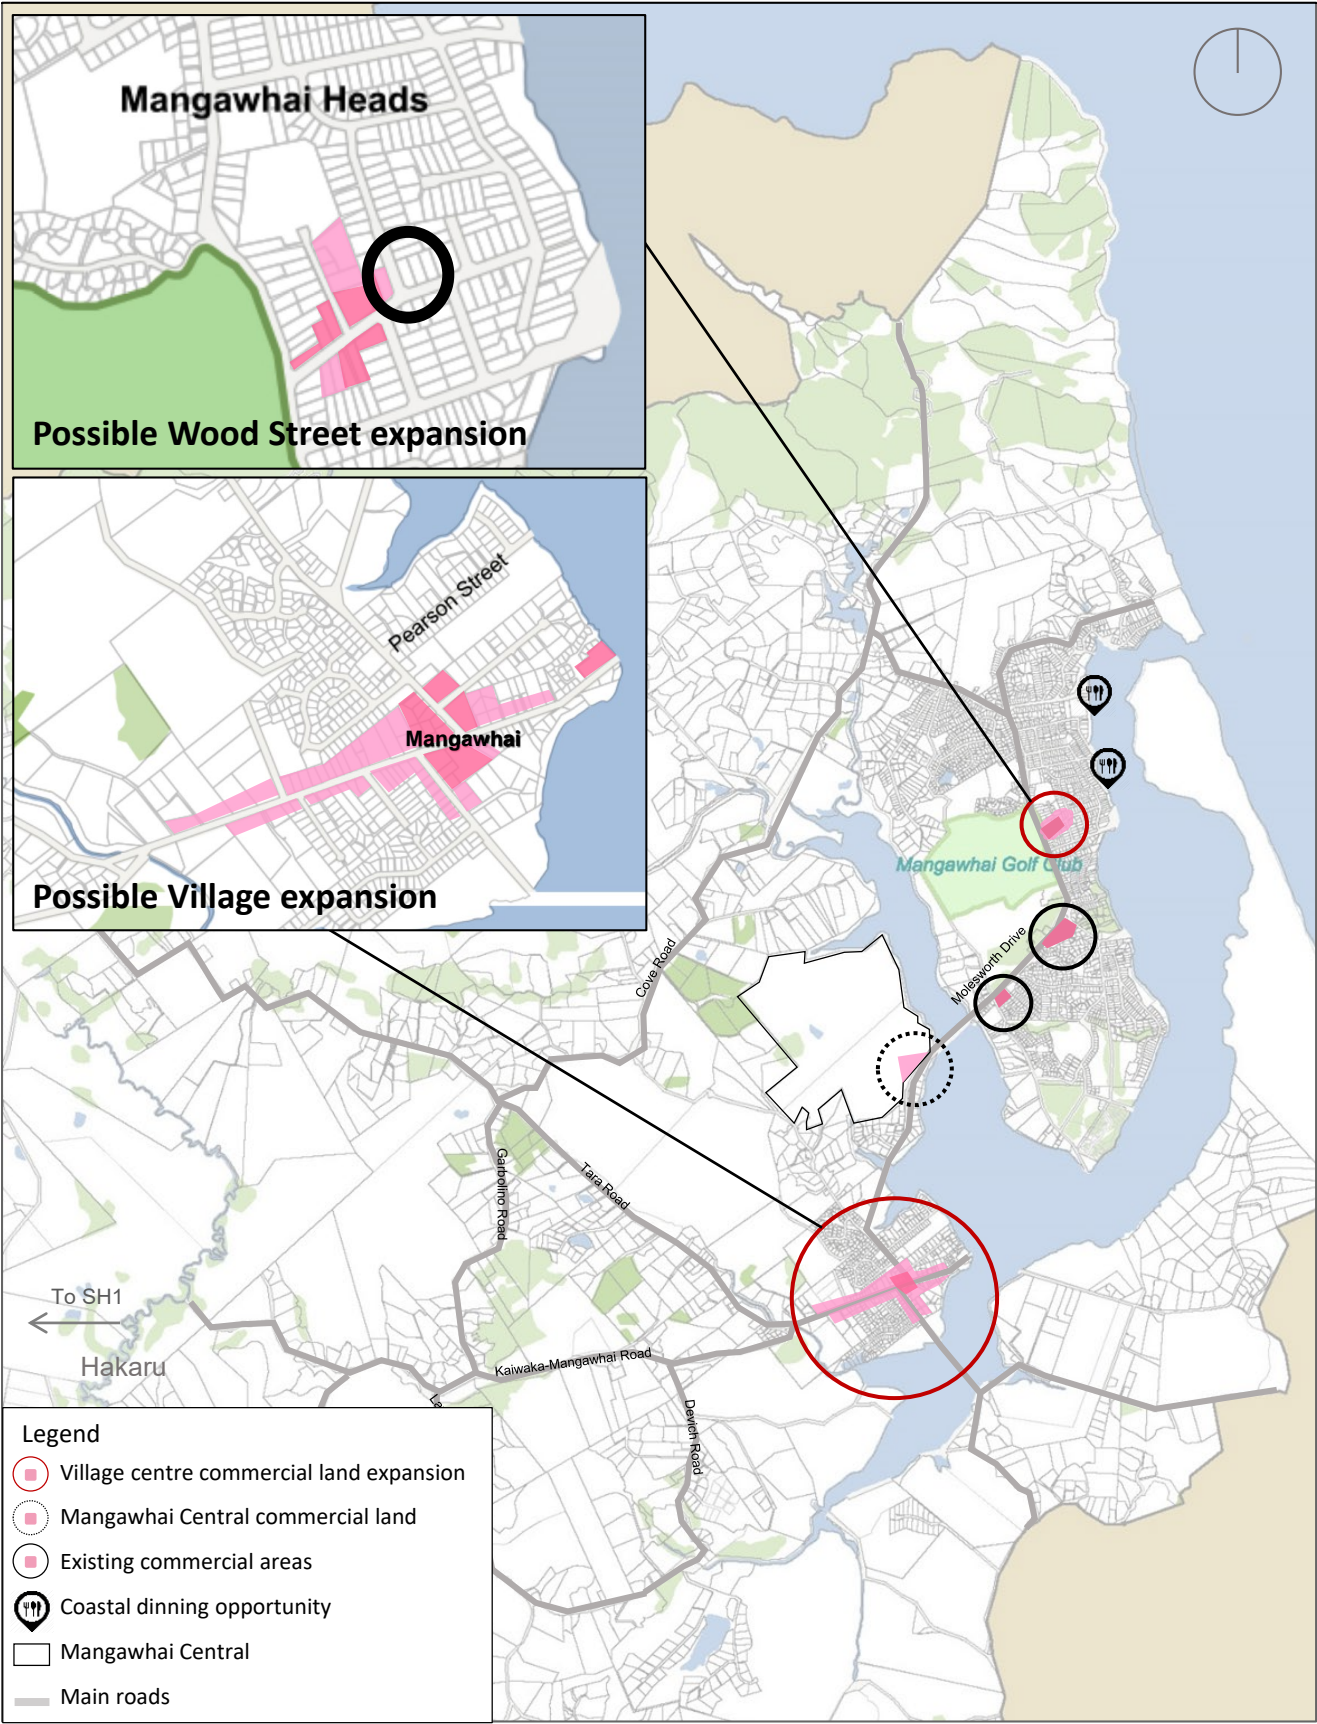 Mangawhai Heads
Possible Wood Street expansion
Pearson Street
Mangawhai
Possible Village expansion
Mangawhai Golf Club
Molesworth Drive
Cove Road
Garbolino Road
Tara Road
To SH1
Hakaru
Kaiwaka-Mangawhai Road
La
Devich Road
Legend
Village centre commercial land expansion
Mangawhai Central commercial land
Existing commercial areas
Coastal dinning opportunity
Mangawhai Central
Main roads